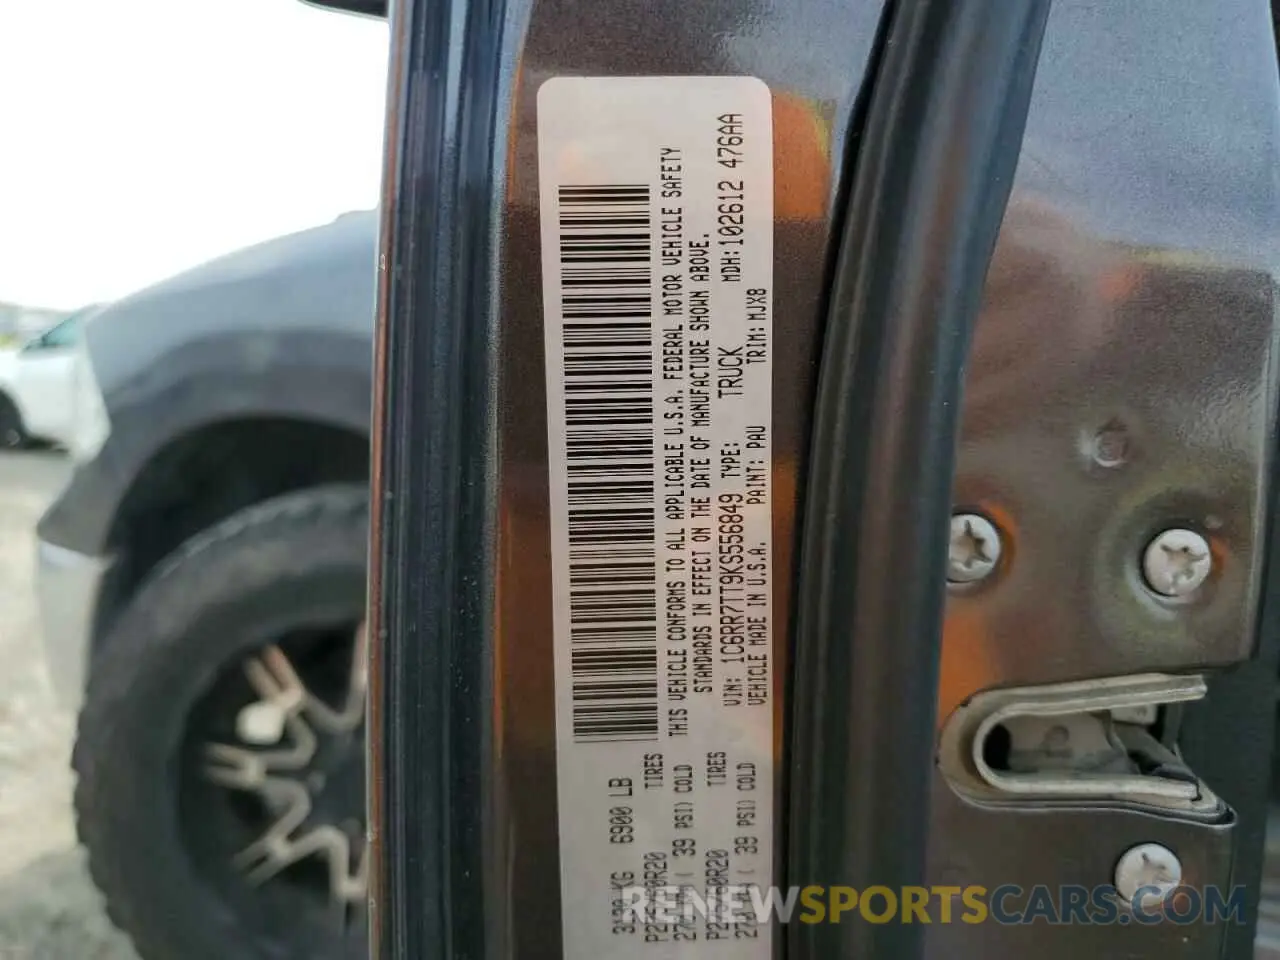 3130 KG 6900 LB
TIRES
39 PSI) COLD
TIRES
39 PSI) COLD
THIS VEHICLE CONFORMS TO ALL APPLICABLE U.S.A. FEDERAL MOTOR VEHICLE SAFETY
STANDARDS IN EFFECT ON THE DATE OF MANUFACTURE SHOWN ABOVE.
VIN: 1C6RR7TT9KS556849 TYPE: TRUCK MDH:102612 476AA
VEHICLE MADE IN U.S.A. PAINT: PAU TRIM: MJX8
RENEWSPORTSCARS.COM